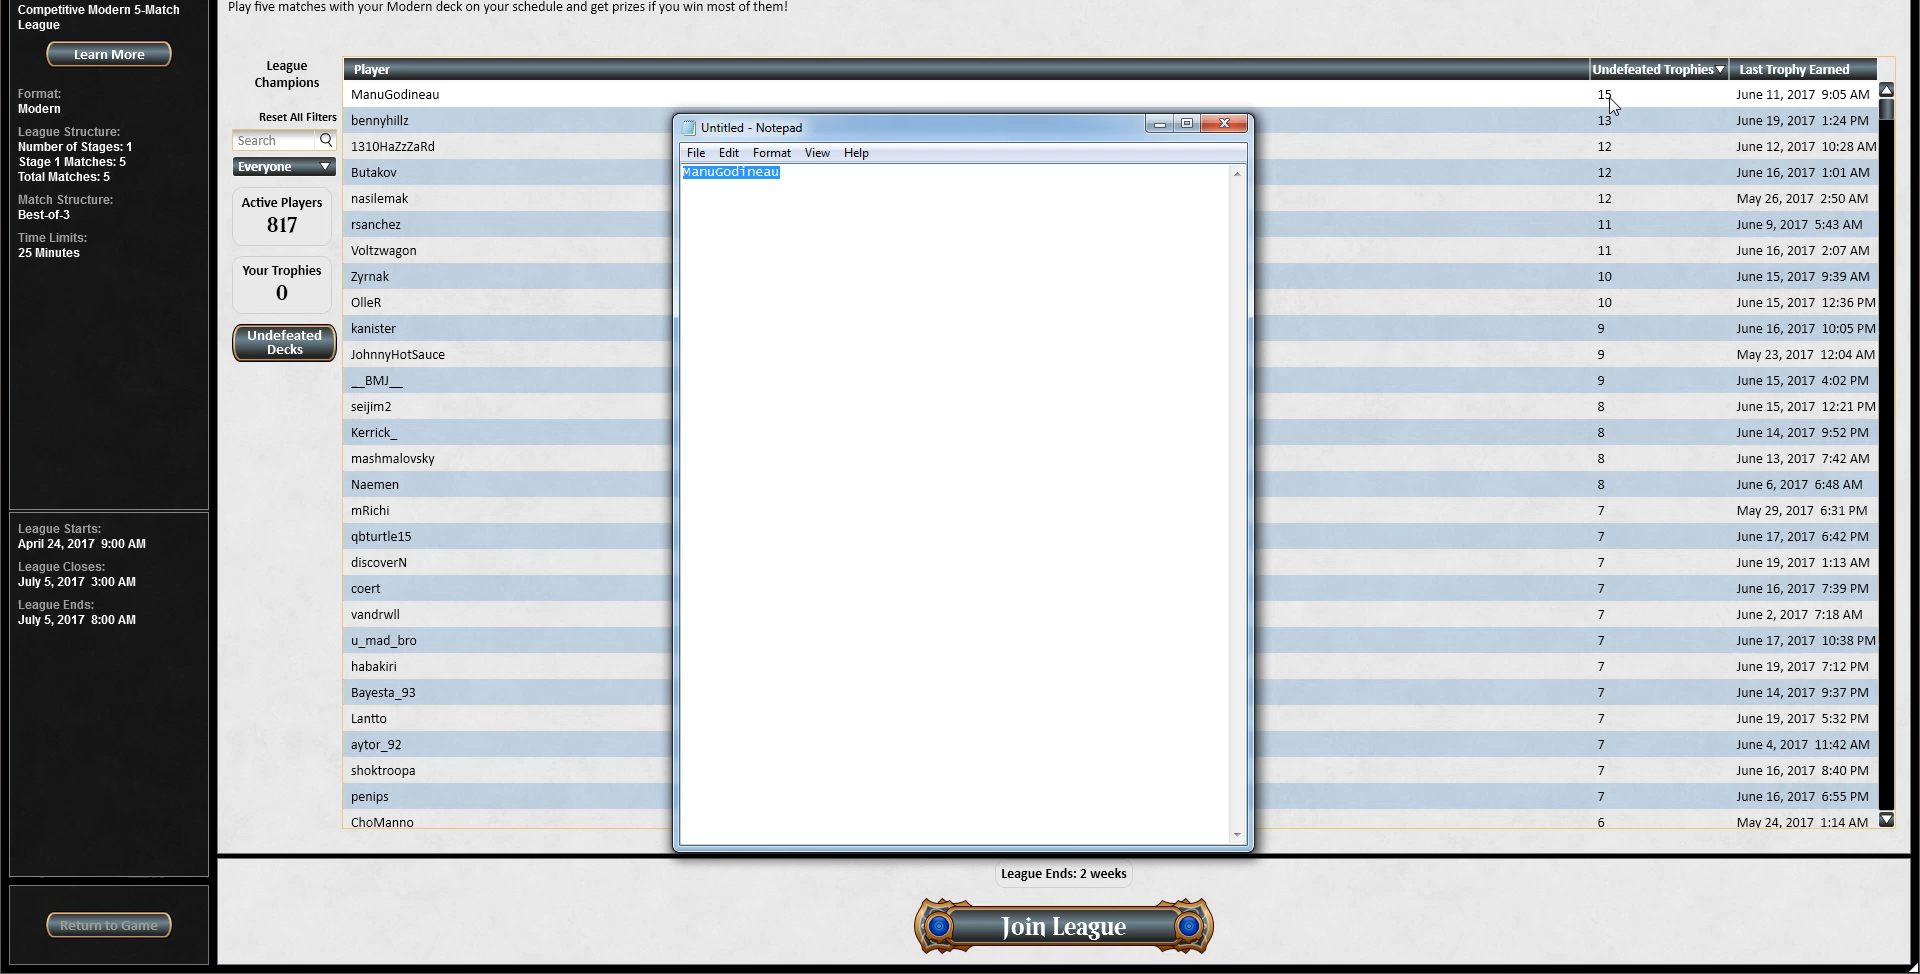 Competitive Modern 5-Match
League
Learn More
Format:
Modern
League Structure:
Number of Stages: 1
Stage 1 Matches: 5
Total Matches: 5
Match Structure:
Best-of-3
Time Limits:
25 Minutes
League Starts:
April 24, 2017 9:00 AM
League Closes:
July 5, 2017 3:00 AM
League Ends:
July 5, 2017 8:00 AM
Return to Game
Play five matches with your Modern deck on your schedule and get prizes if you win most of them!
League
Champions
Reset All Filters
Search
Everyone
Active Players
817
Your Trophies
0
Undefeated
Decks
Player Undefeated Trophies Last Trophy Earned
ManuGodineau 15 June 11, 2017 9:05 AM
bennyhillz 13 June 19, 2017 1:24 PM
1310HaZzZaRd 12 June 12, 2017 10:28 AM
Butakov 12 June 16, 2017 1:01 AM
nasilemak 12 May 26, 2017 2:50 AM
rsanchez 11 June 9, 2017 5:43 AM
Voltzwagon 11 June 16, 2017 2:07 AM
Zyrnak 10 June 15, 2017 9:39 AM
OlleR 10 June 15, 2017 12:36 PM
kanister 9 June 16, 2017 10:05 PM
JohnnyHotSauce 9 May 23, 2017 12:04 AM
__BMJ__ 9 June 15, 2017 4:02 PM
seijim2 8 June 15, 2017 12:21 PM
Kerrick_ 8 June 14, 2017 9:52 PM
mashmalovsky 8 June 13, 2017 7:42 AM
Naemen 8 June 6, 2017 6:48 AM
mRichi 7 May 29, 2017 6:31 PM
qbturtle15 7 June 17, 2017 6:42 PM
discoverN 7 June 19, 2017 1:13 AM
coert 7 June 16, 2017 7:39 PM
vandrwll 7 June 2, 2017 7:18 AM
u_mad_bro 7 June 17, 2017 10:38 PM
habakiri 7 June 19, 2017 7:12 PM
Bayesta_93 7 June 14, 2017 9:37 PM
Lantto 7 June 19, 2017 5:32 PM
aytor_92 7 June 4, 2017 11:42 AM
shoktroopa 7 June 16, 2017 8:40 PM
penips 7 June 16, 2017 6:55 PM
ChoManno 6 May 24, 2017 1:14 AM
Untitled - Notepad
File Edit Format View Help
ManuGodineau
League Ends: 2 weeks
Join League